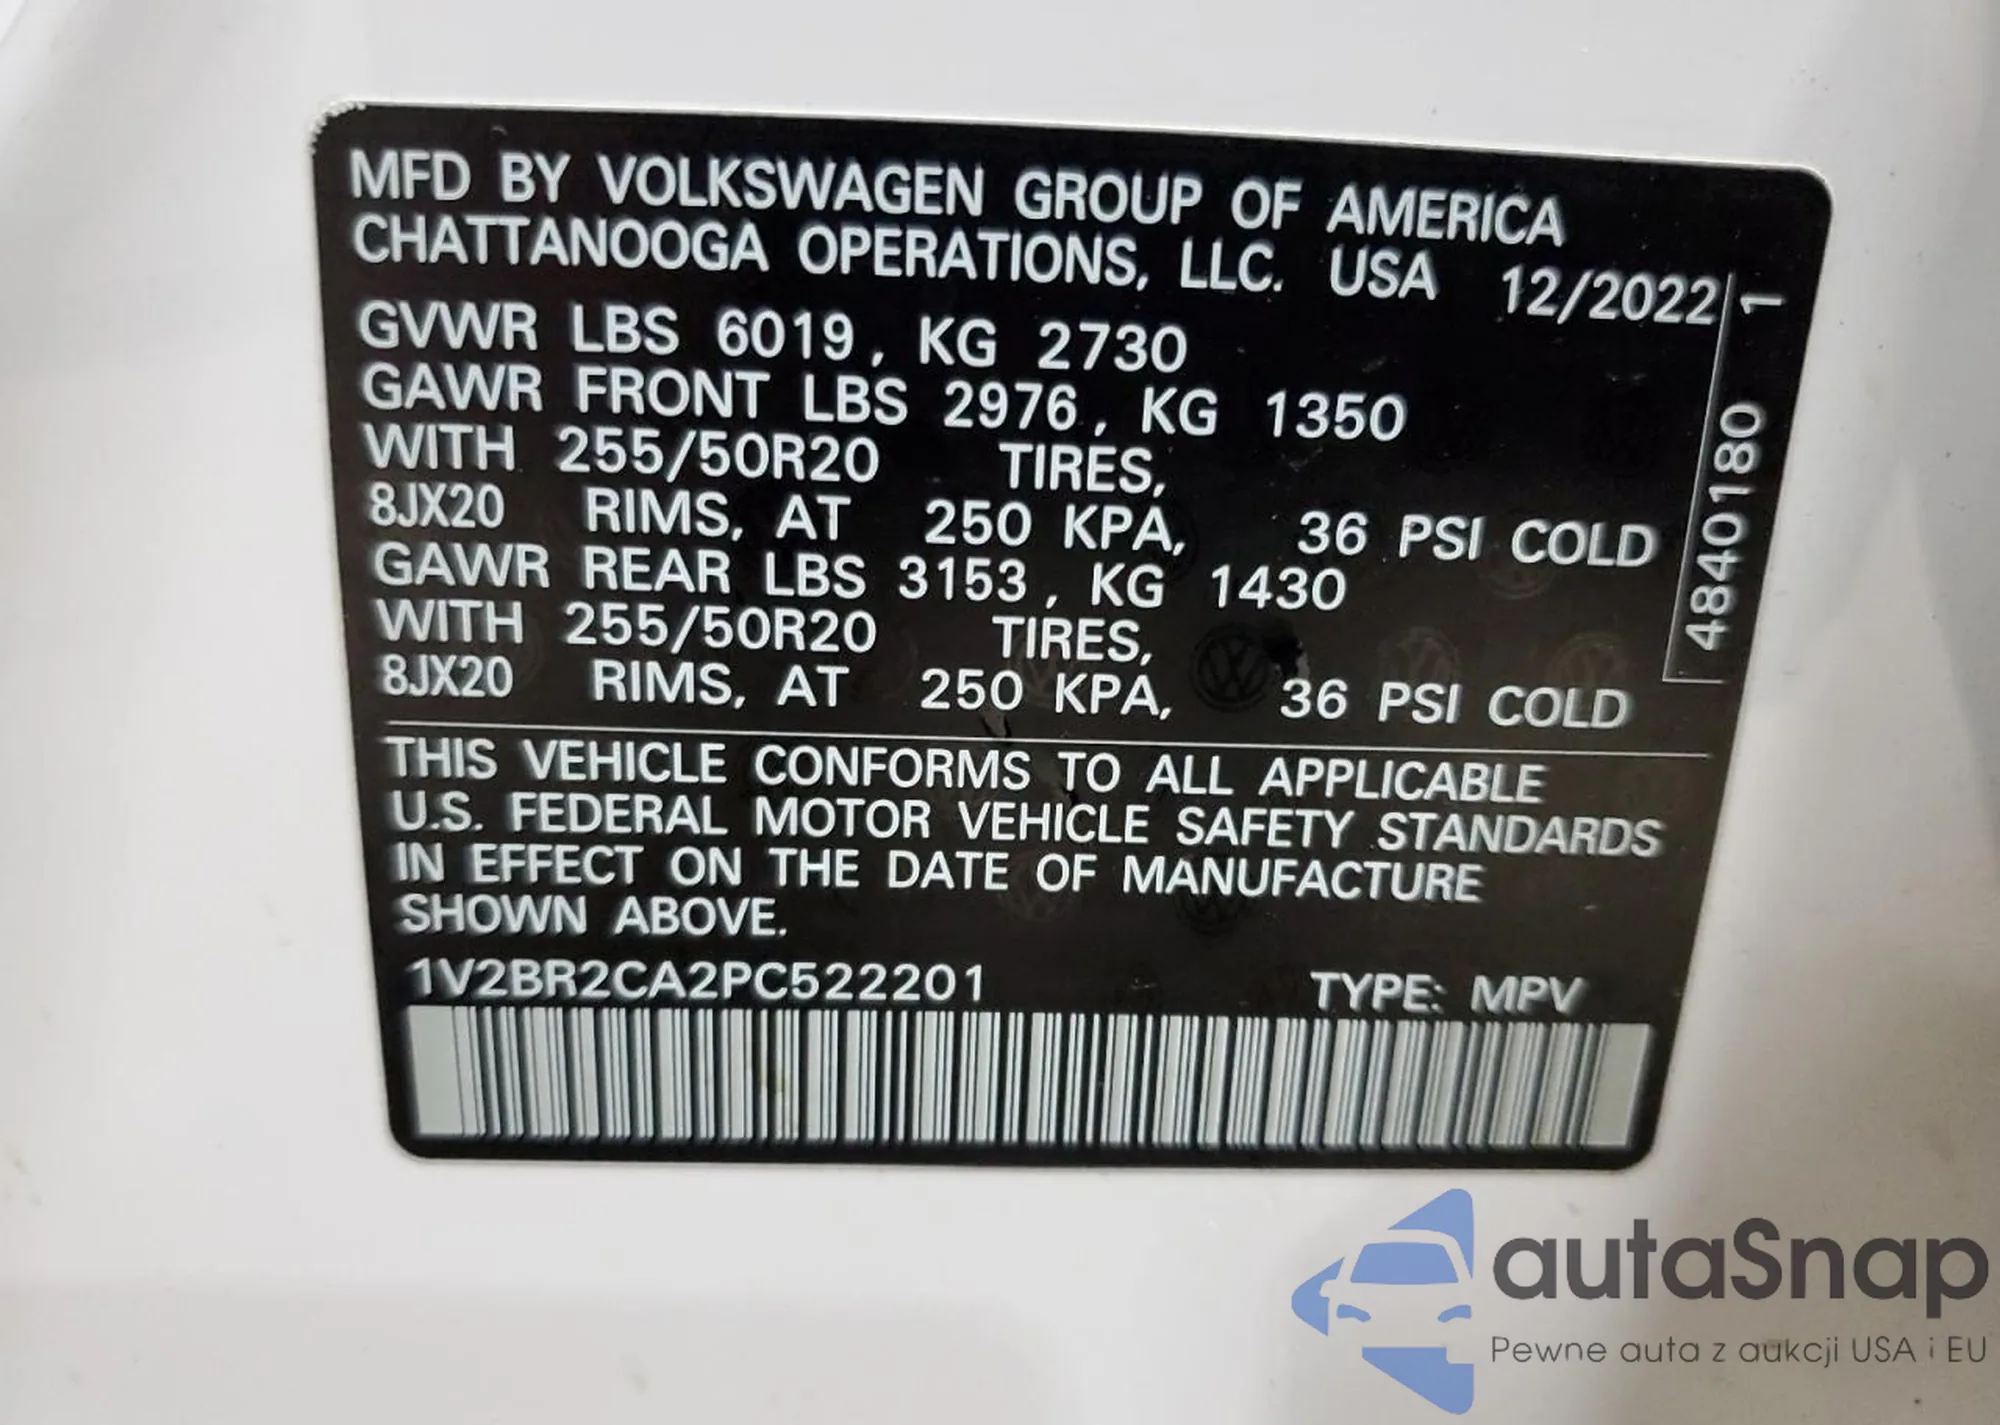 MFD BY VOLKSWAGEN GROUP OF AMERICA
CHATTANOOGA OPERATIONS, LLC. USA 12/2022
GVWR LBS 6019, KG 2730
GAWR FRONT LBS 2976, KG 1350
WITH 255/50R20 TIRES,
8JX20 RIMS, AT 250 KPA, 36 PSI COLD
GAWR REAR LBS 3153, KG 1430
WITH 255/50R20 TIRES,
8JX20 RIMS, AT 250 KPA, 36 PSI COLD
4840180 1
THIS VEHICLE CONFORMS TO ALL APPLICABLE
U.S. FEDERAL MOTOR VEHICLE SAFETY STANDARDS
IN EFFECT ON THE DATE OF MANUFACTURE
SHOWN ABOVE.
1V2BR2CA2PC522201 TYPE: MPV
autaSnap
Pewne auta z aukcji USA i EU